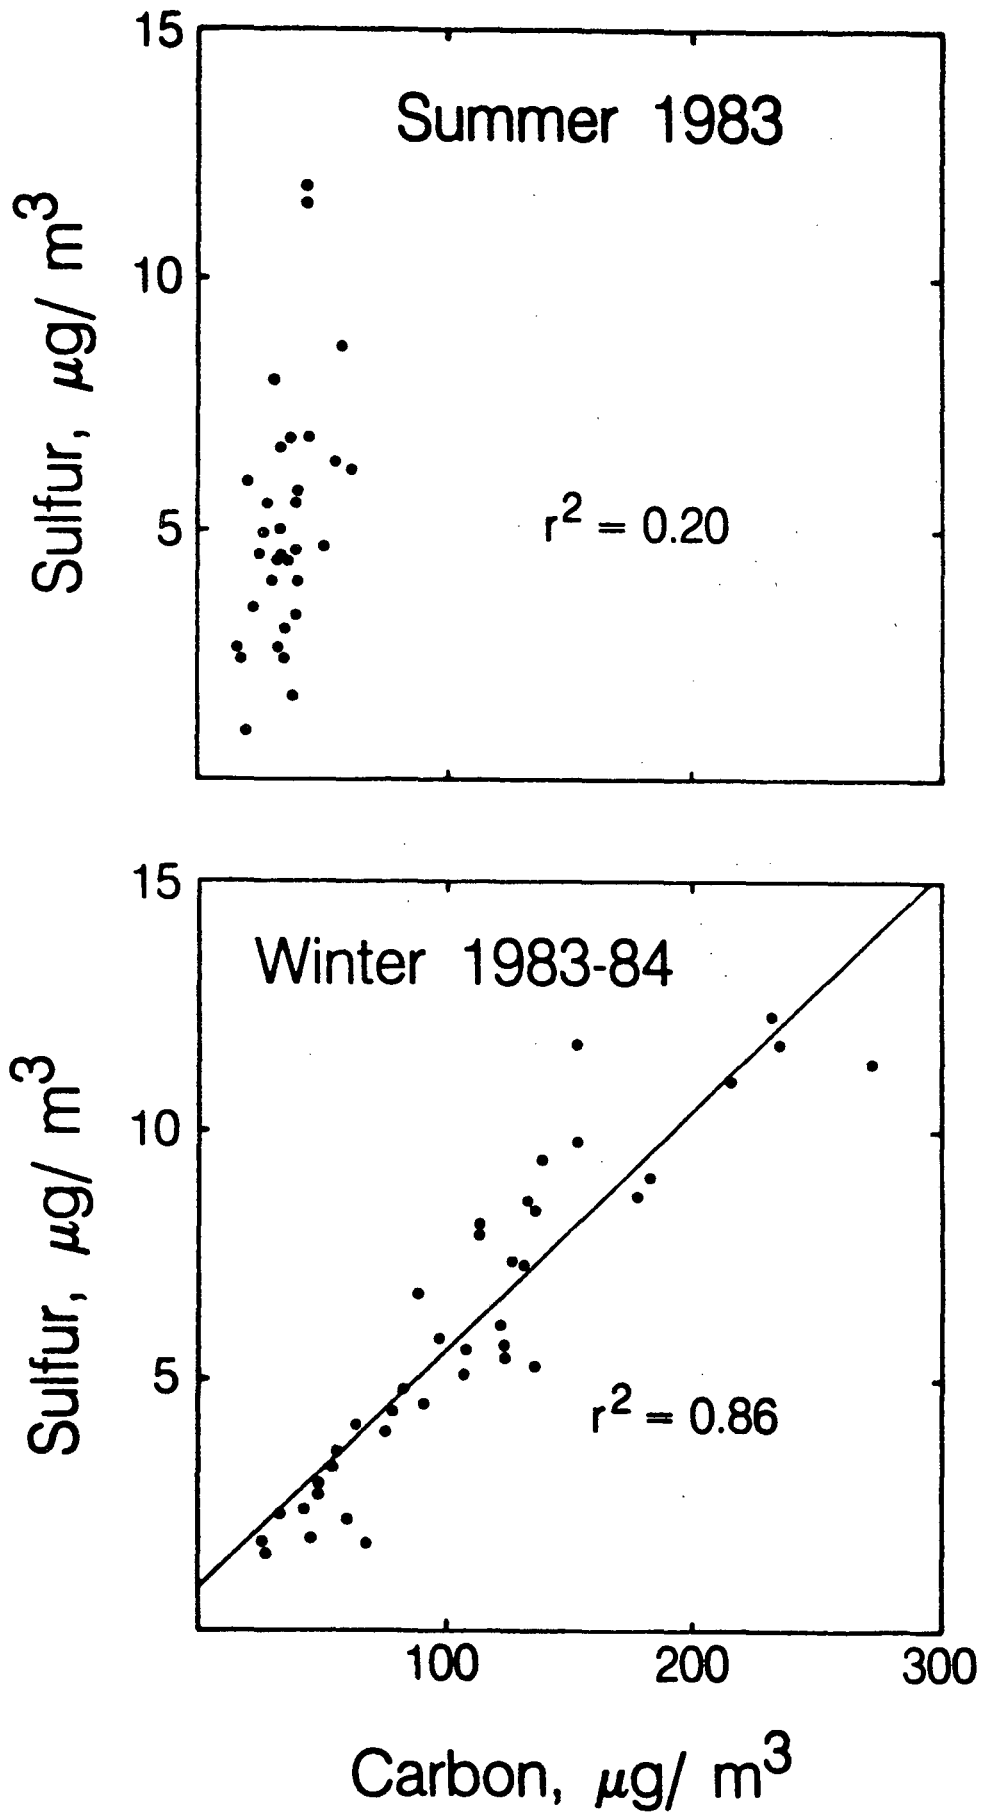 15
Summer 1983
10
Sulfur, μg/ m³
r² = 0.20
5
15
Winter 1983-84
10
Sulfur, μg/ m³
5
r² = 0.86
100 200 300
Carbon, μg/ m³